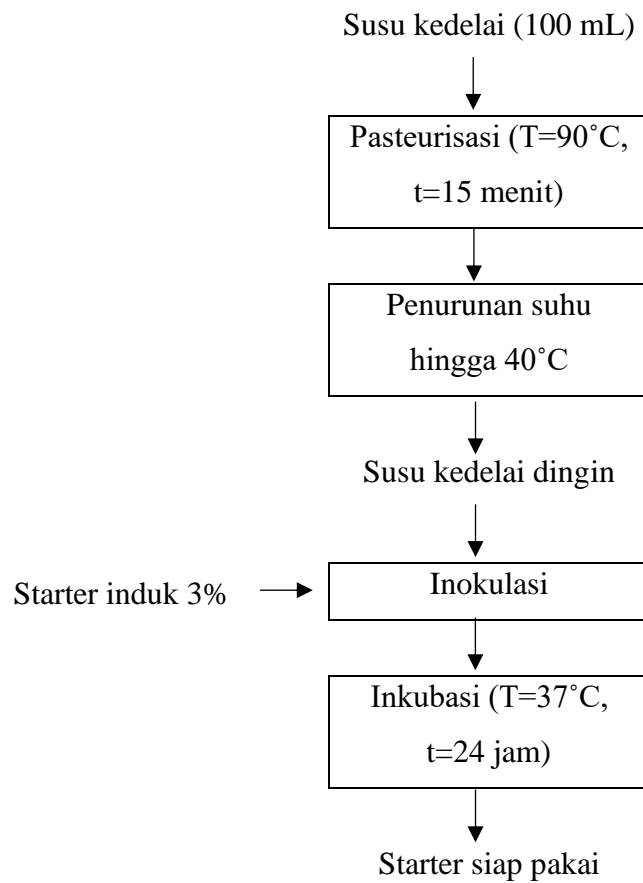 Susu kedelai (100 mL)
Pasteurisasi (T=90˚C,
t=15 menit)
Penurunan suhu
hingga 40˚C
Susu kedelai dingin
Starter induk 3%
Inokulasi
Inkubasi (T=37˚C,
t=24 jam)
Starter siap pakai